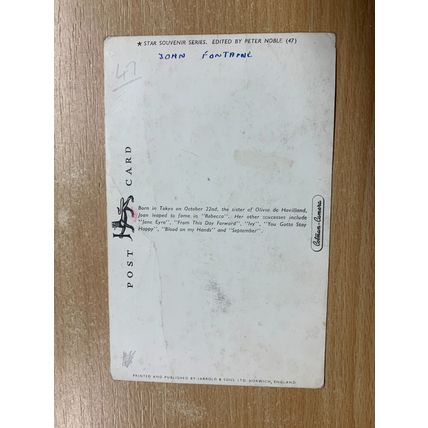 ★ STAR SOUVENIR SERIES. EDITED BY PETER NOBLE (47)
JOAN FONTAINE
47
POST CARD
Born in Tokyo on October 22nd, the sister of Olivia de Havilland,
Joan leaped to fame in "Rebecca". Her other successes include
"Jane Eyre", "From This Day Forward", "Ivy", "You Gotta Stay
Happy", "Blood on my Hands" and "September".
Celebrity-Camera
PRINTED AND PUBLISHED BY JARROLD & SONS LTD. NORWICH, ENGLAND